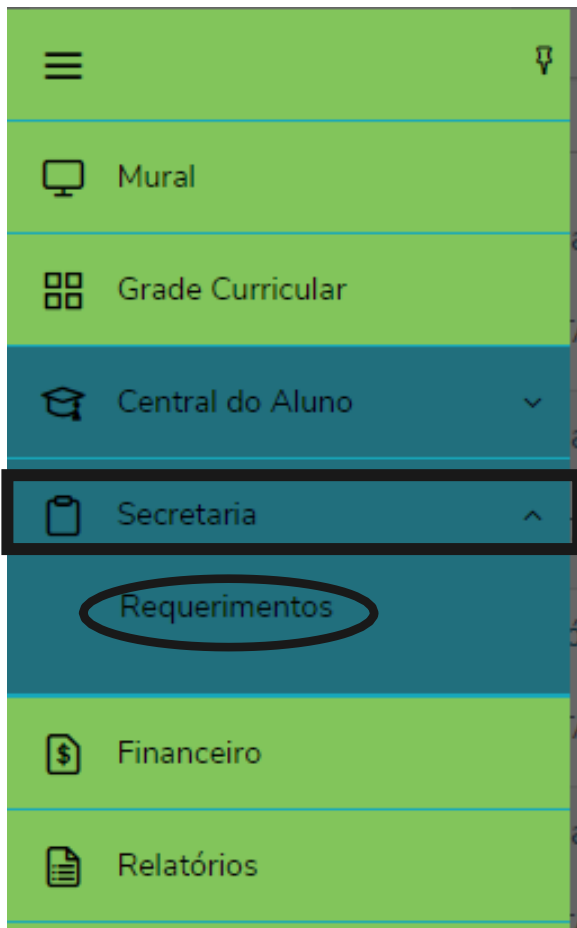 Mural
Grade Curricular
Central do Aluno
Secretaria
Requerimentos
Financeiro
Relatórios